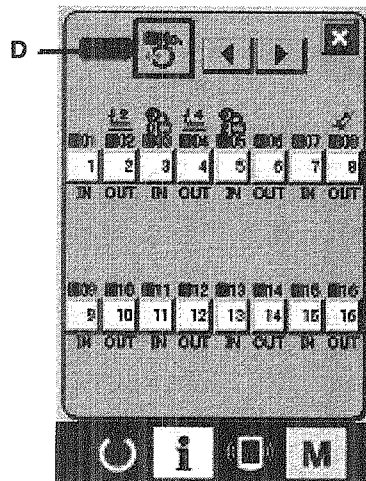 D
01 02 03 04 05 06 07 08
1 2 3 4 5 6 7 8
IN OUT IN OUT IN OUT IN OUT
09 10 11 12 13 14 15 16
9 10 11 12 13 14 15 16
IN OUT IN OUT IN OUT IN OUT
i M